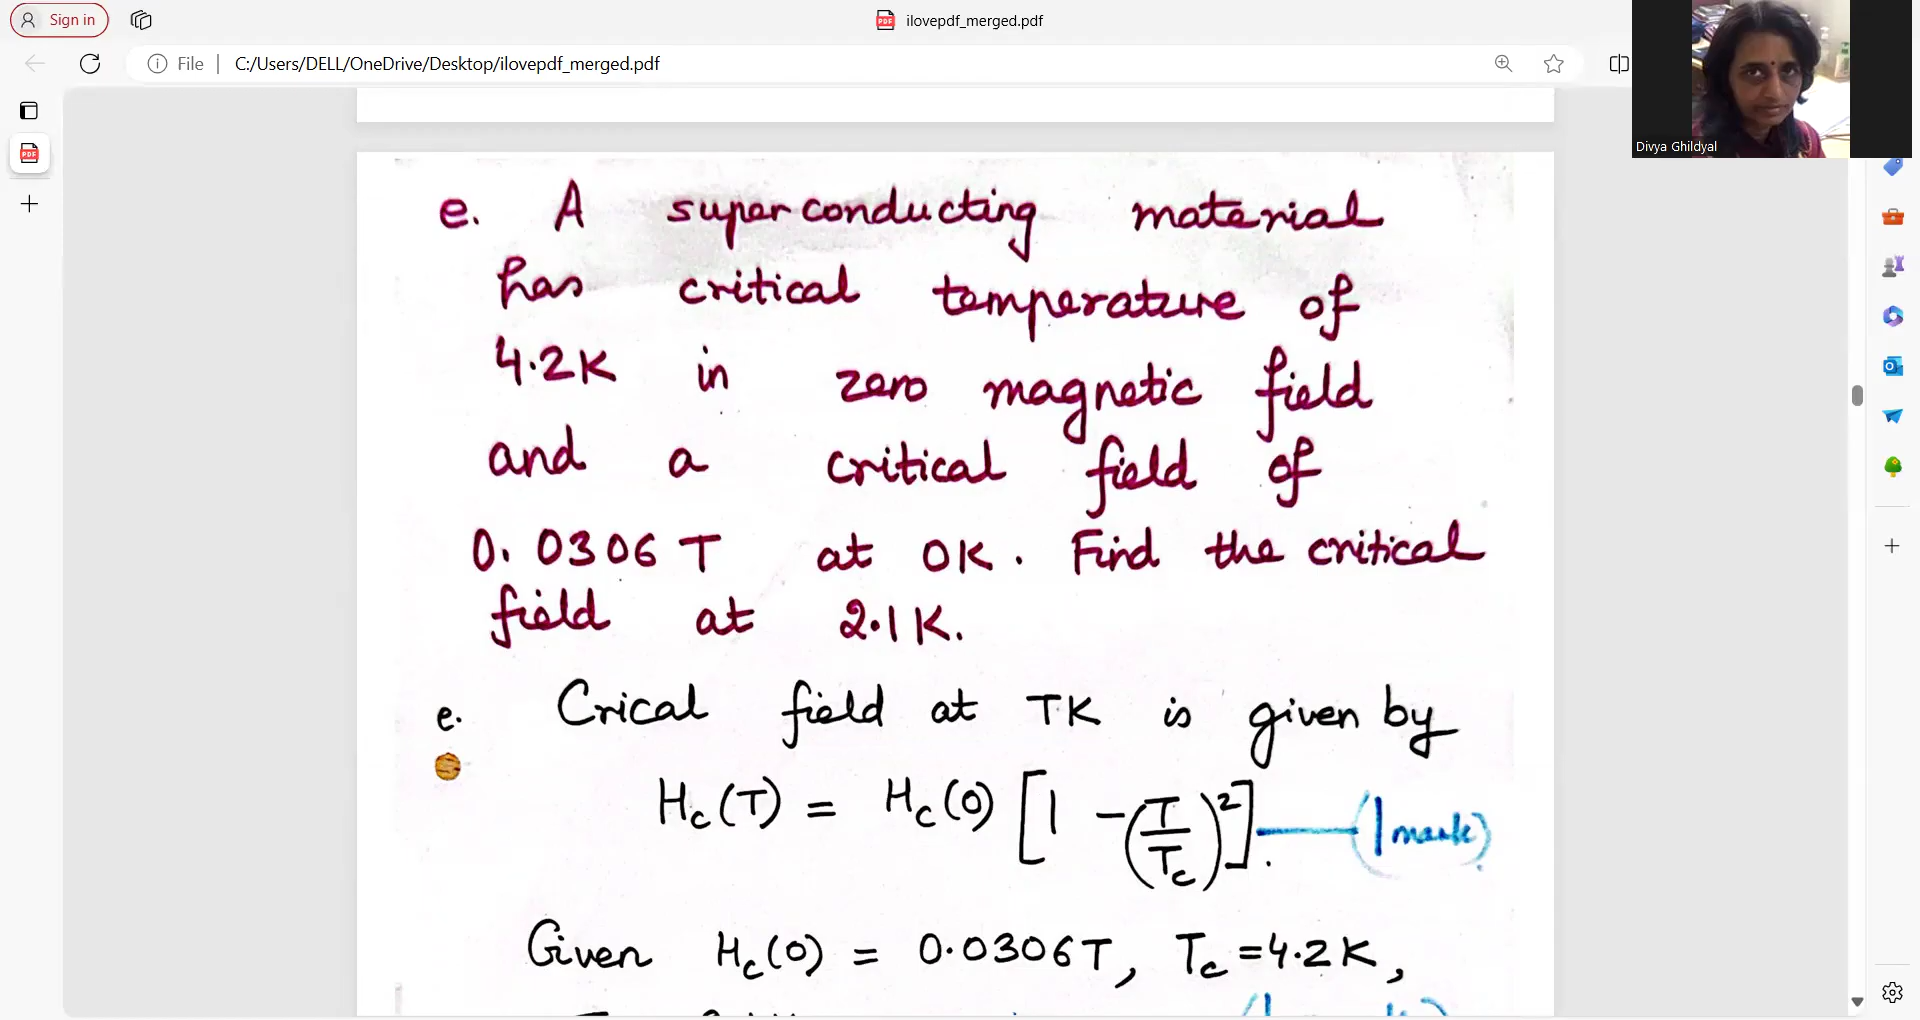 Sign in
ilovepdf_merged.pdf
File
C:/Users/DELL/OneDrive/Desktop/ilovepdf_merged.pdf
Divya Ghildyal
e. A superconducting material
has critical temperature of
4.2K in zero magnetic field
and a critical field of
0.0306 T at 0K. Find the critical
field at 2.1K.
e. Crical field at TK is given by
Hc(T) = Hc(0) [1 - (T/Tc)²]. (1 mark)
Given Hc(0) = 0.0306T, Tc = 4.2K,